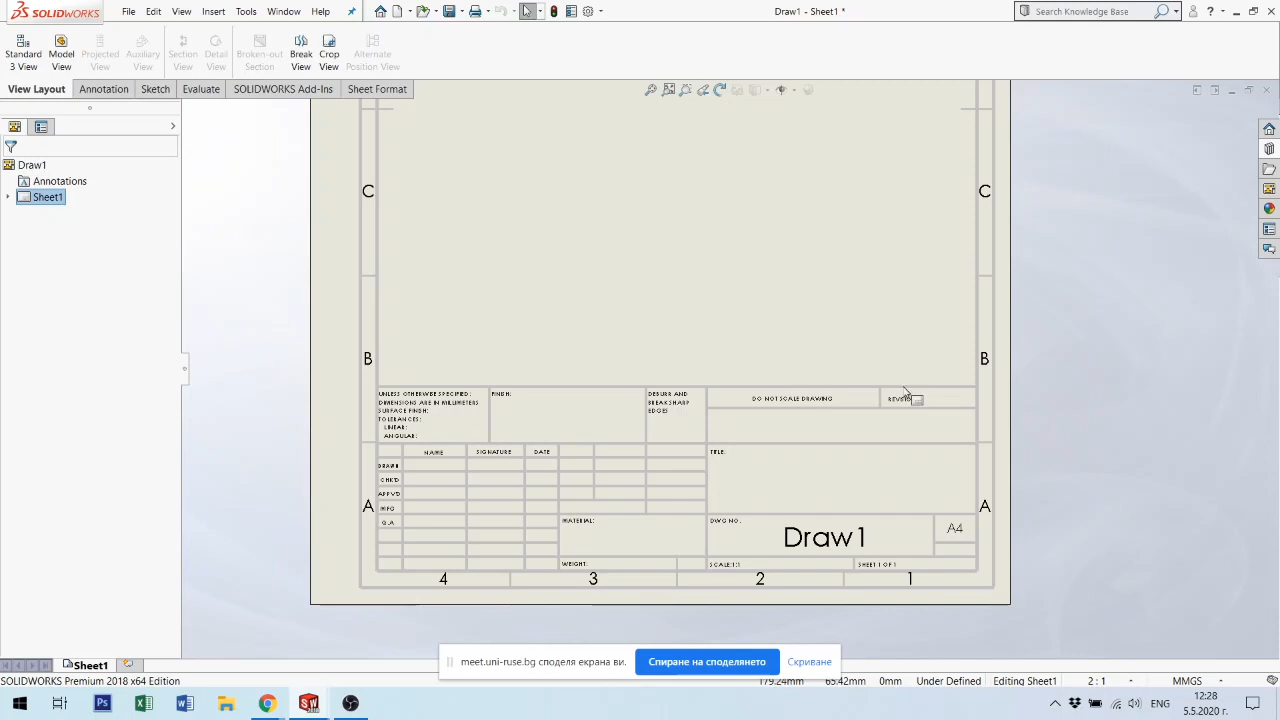 SOLIDWORKS File Edit View Insert Tools Window Help Draw1 - Sheet1 * Search Knowledge Base
Standard 3 View
Model View
Projected View
Auxiliary View
Section View
Detail View
Broken-out Section
Break View
Crop View
Alternate Position View
View Layout Annotation Sketch Evaluate SOLIDWORKS Add-Ins Sheet Format
Draw1
Annotations
Sheet1
C C
B B
A A
UNLESS OTHERWISE SPECIFIED:
DIMENSIONS ARE IN MILLIMETERS
SURFACE FINISH:
TOLERANCES:
LINEAR:
ANGULAR:
FINISH:
DEBURR AND
BREAK SHARP
EDGES
DO NOT SCALE DRAWING
NAME SIGNATURE DATE
DRAWN
CHK'D
APPV'D
MFG
Q.A
TITLE:
MATERIAL:
DWG NO.
Draw1
A4
WEIGHT:
SCALE:1:1
SHEET 1 OF 1
4 3 2 1
Sheet1
meet.uni-ruse.bg споделя екрана ви. Спиране на споделянето Скриване
SOLIDWORKS Premium 2018 x64 Edition 179.24mm 65.42mm 0mm Under Defined Editing Sheet1 2 : 1 MMGS
ENG 12:28
5.5.2020 г.